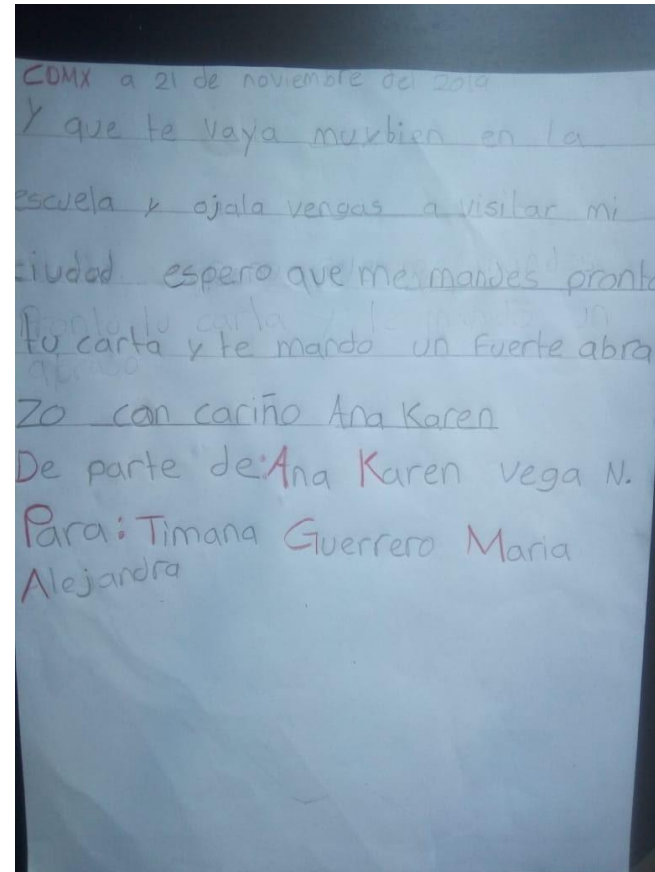 CDMX a 21 de noviembre del 2019
Y que te vaya muybien en la
escuela y ojala vengas a visitar mi
ciudad espero que me mandes pronto
tu carta y te mando un fuerte abra
zo con cariño Ana Karen
De parte de: Ana Karen vega N.
Para: Timana Guerrero Maria
Alejandra